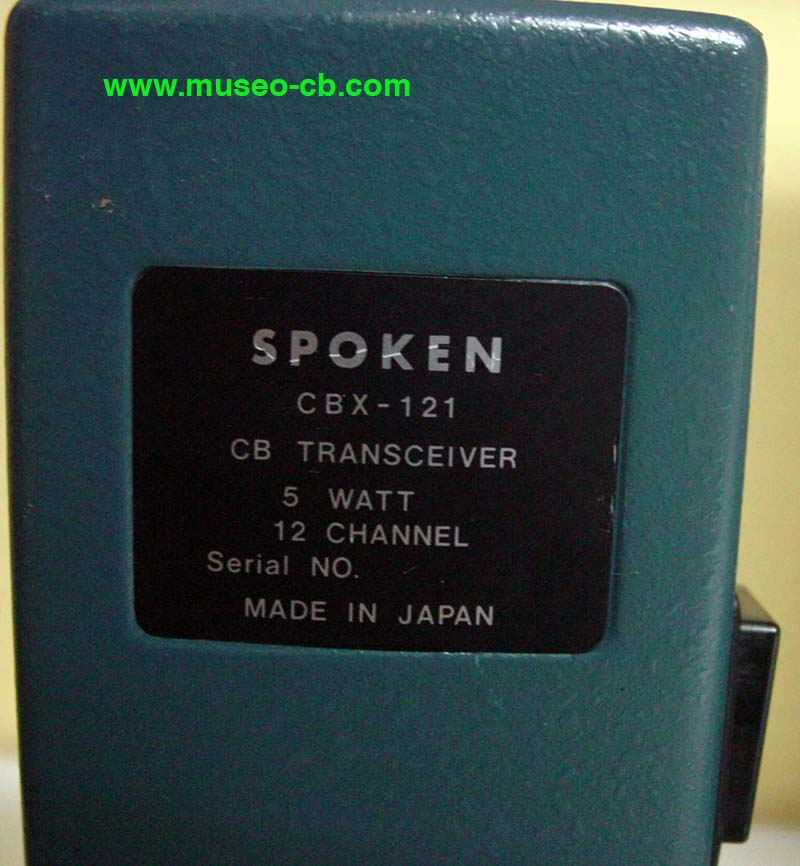 www.museo-cb.com
SPOKEN
CBX-121
CB TRANSCEIVER
5 WATT
12 CHANNEL
Serial NO.
MADE IN JAPAN